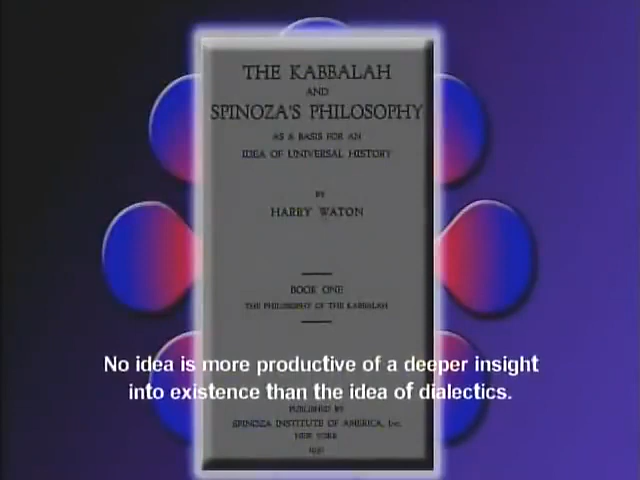 THE KABBALAH
AND
SPINOZA'S PHILOSOPHY
AS A BASIS FOR AN
IDEA OF UNIVERSAL HISTORY
BY
HARRY WATON
BOOK ONE
THE PHILOSOPHY OF THE KABBALAH
No idea is more productive of a deeper insight
into existence than the idea of dialectics.
PUBLISHED BY
SPINOZA INSTITUTE OF AMERICA, Inc.
NEW YORK